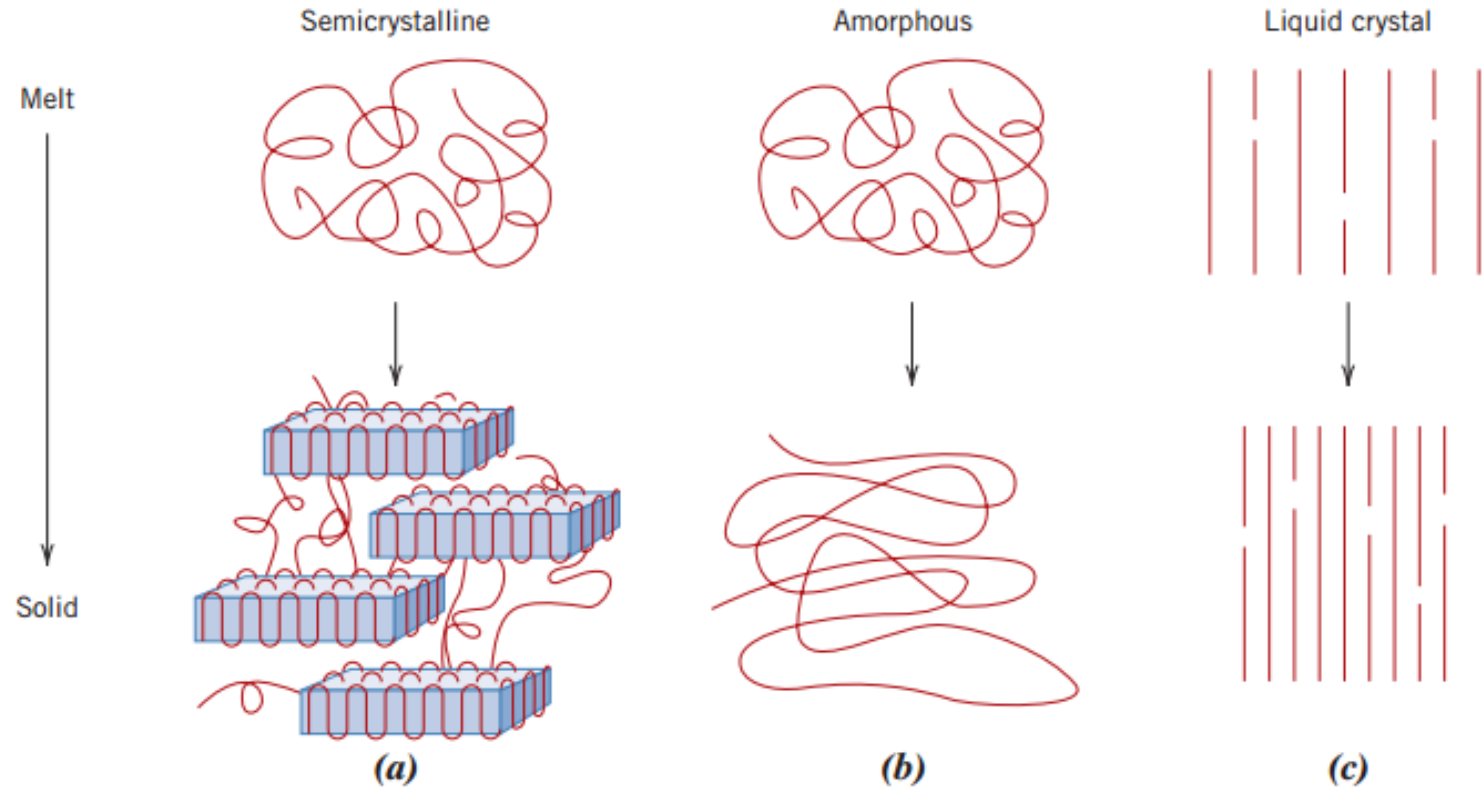 Semicrystalline
Amorphous
Liquid crystal
Melt
Solid
(a)
(b)
(c)